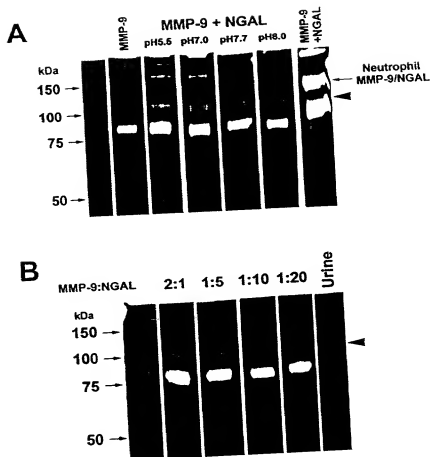 A
MMP-9
MMP-9 + NGAL
pH5.5
pH7.0
pH7.7
pH8.0
MMP-9
+NGAL
kDa
150
100
75
50
Neutrophil
MMP-9/NGAL
B
MMP-9:NGAL
2:1
1:5
1:10
1:20
Urine
kDa
150
100
75
50